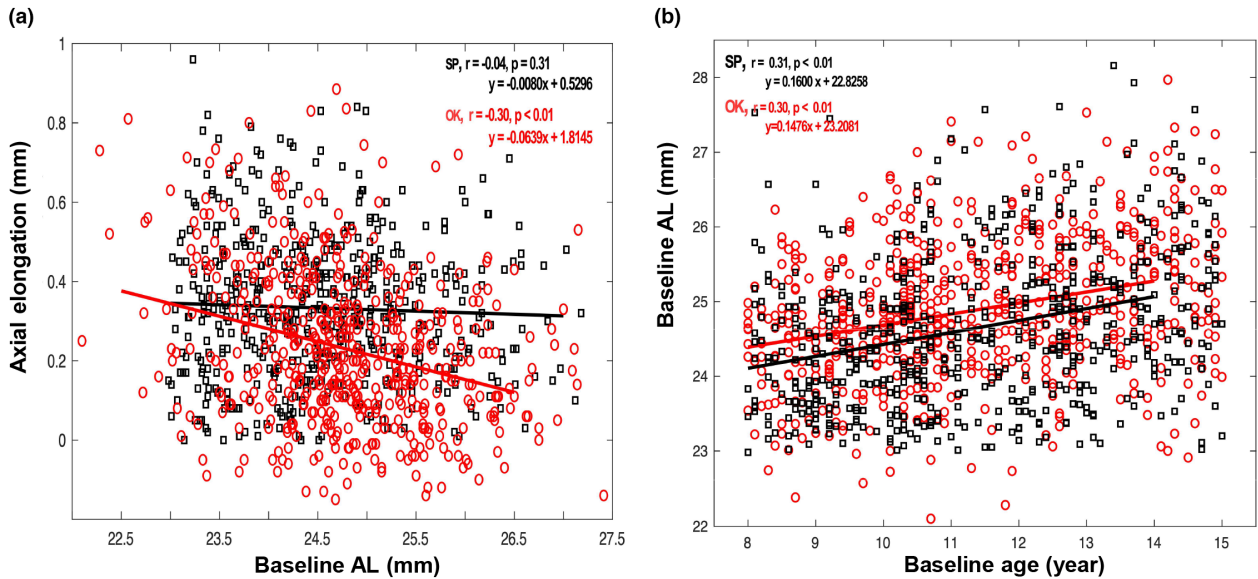 (a)
SP, r = -0.04, p = 0.31
y = -0.0080x + 0.5296
OK, r = -0.30, p < 0.01
y = -0.0639x + 1.8145
Axial elongation (mm)
1
0.8
0.6
0.4
0.2
0
22.5 23.5 24.5 25.5 26.5 27.5
Baseline AL (mm)
(b)
SP, r = 0.31, p < 0.01
y = 0.1600x + 22.8258
OK, r = 0.30, p < 0.01
y=0.1476x + 23.2081
Baseline AL (mm)
28
27
26
25
24
23
22
8 9 10 11 12 13 14 15
Baseline age (year)